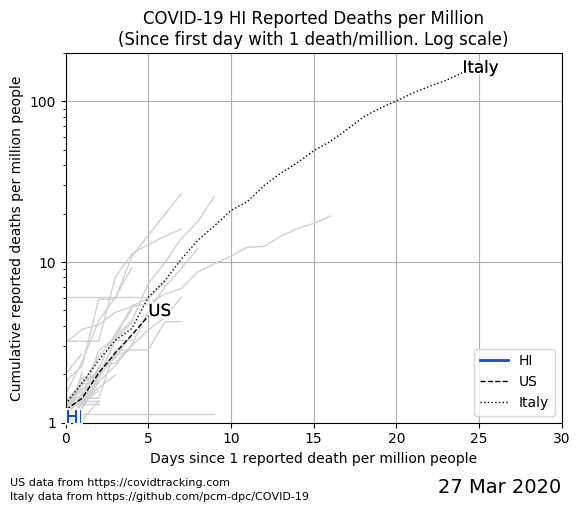 COVID-19 HI Reported Deaths per Million
(Since first day with 1 death/million. Log scale)
Cumulative reported deaths per million people
100
10
1
Italy
US
HI
HI
US
Italy
0 5 10 15 20 25 30
Days since 1 reported death per million people
US data from https://covidtracking.com
Italy data from https://github.com/pcm-dpc/COVID-19
27 Mar 2020